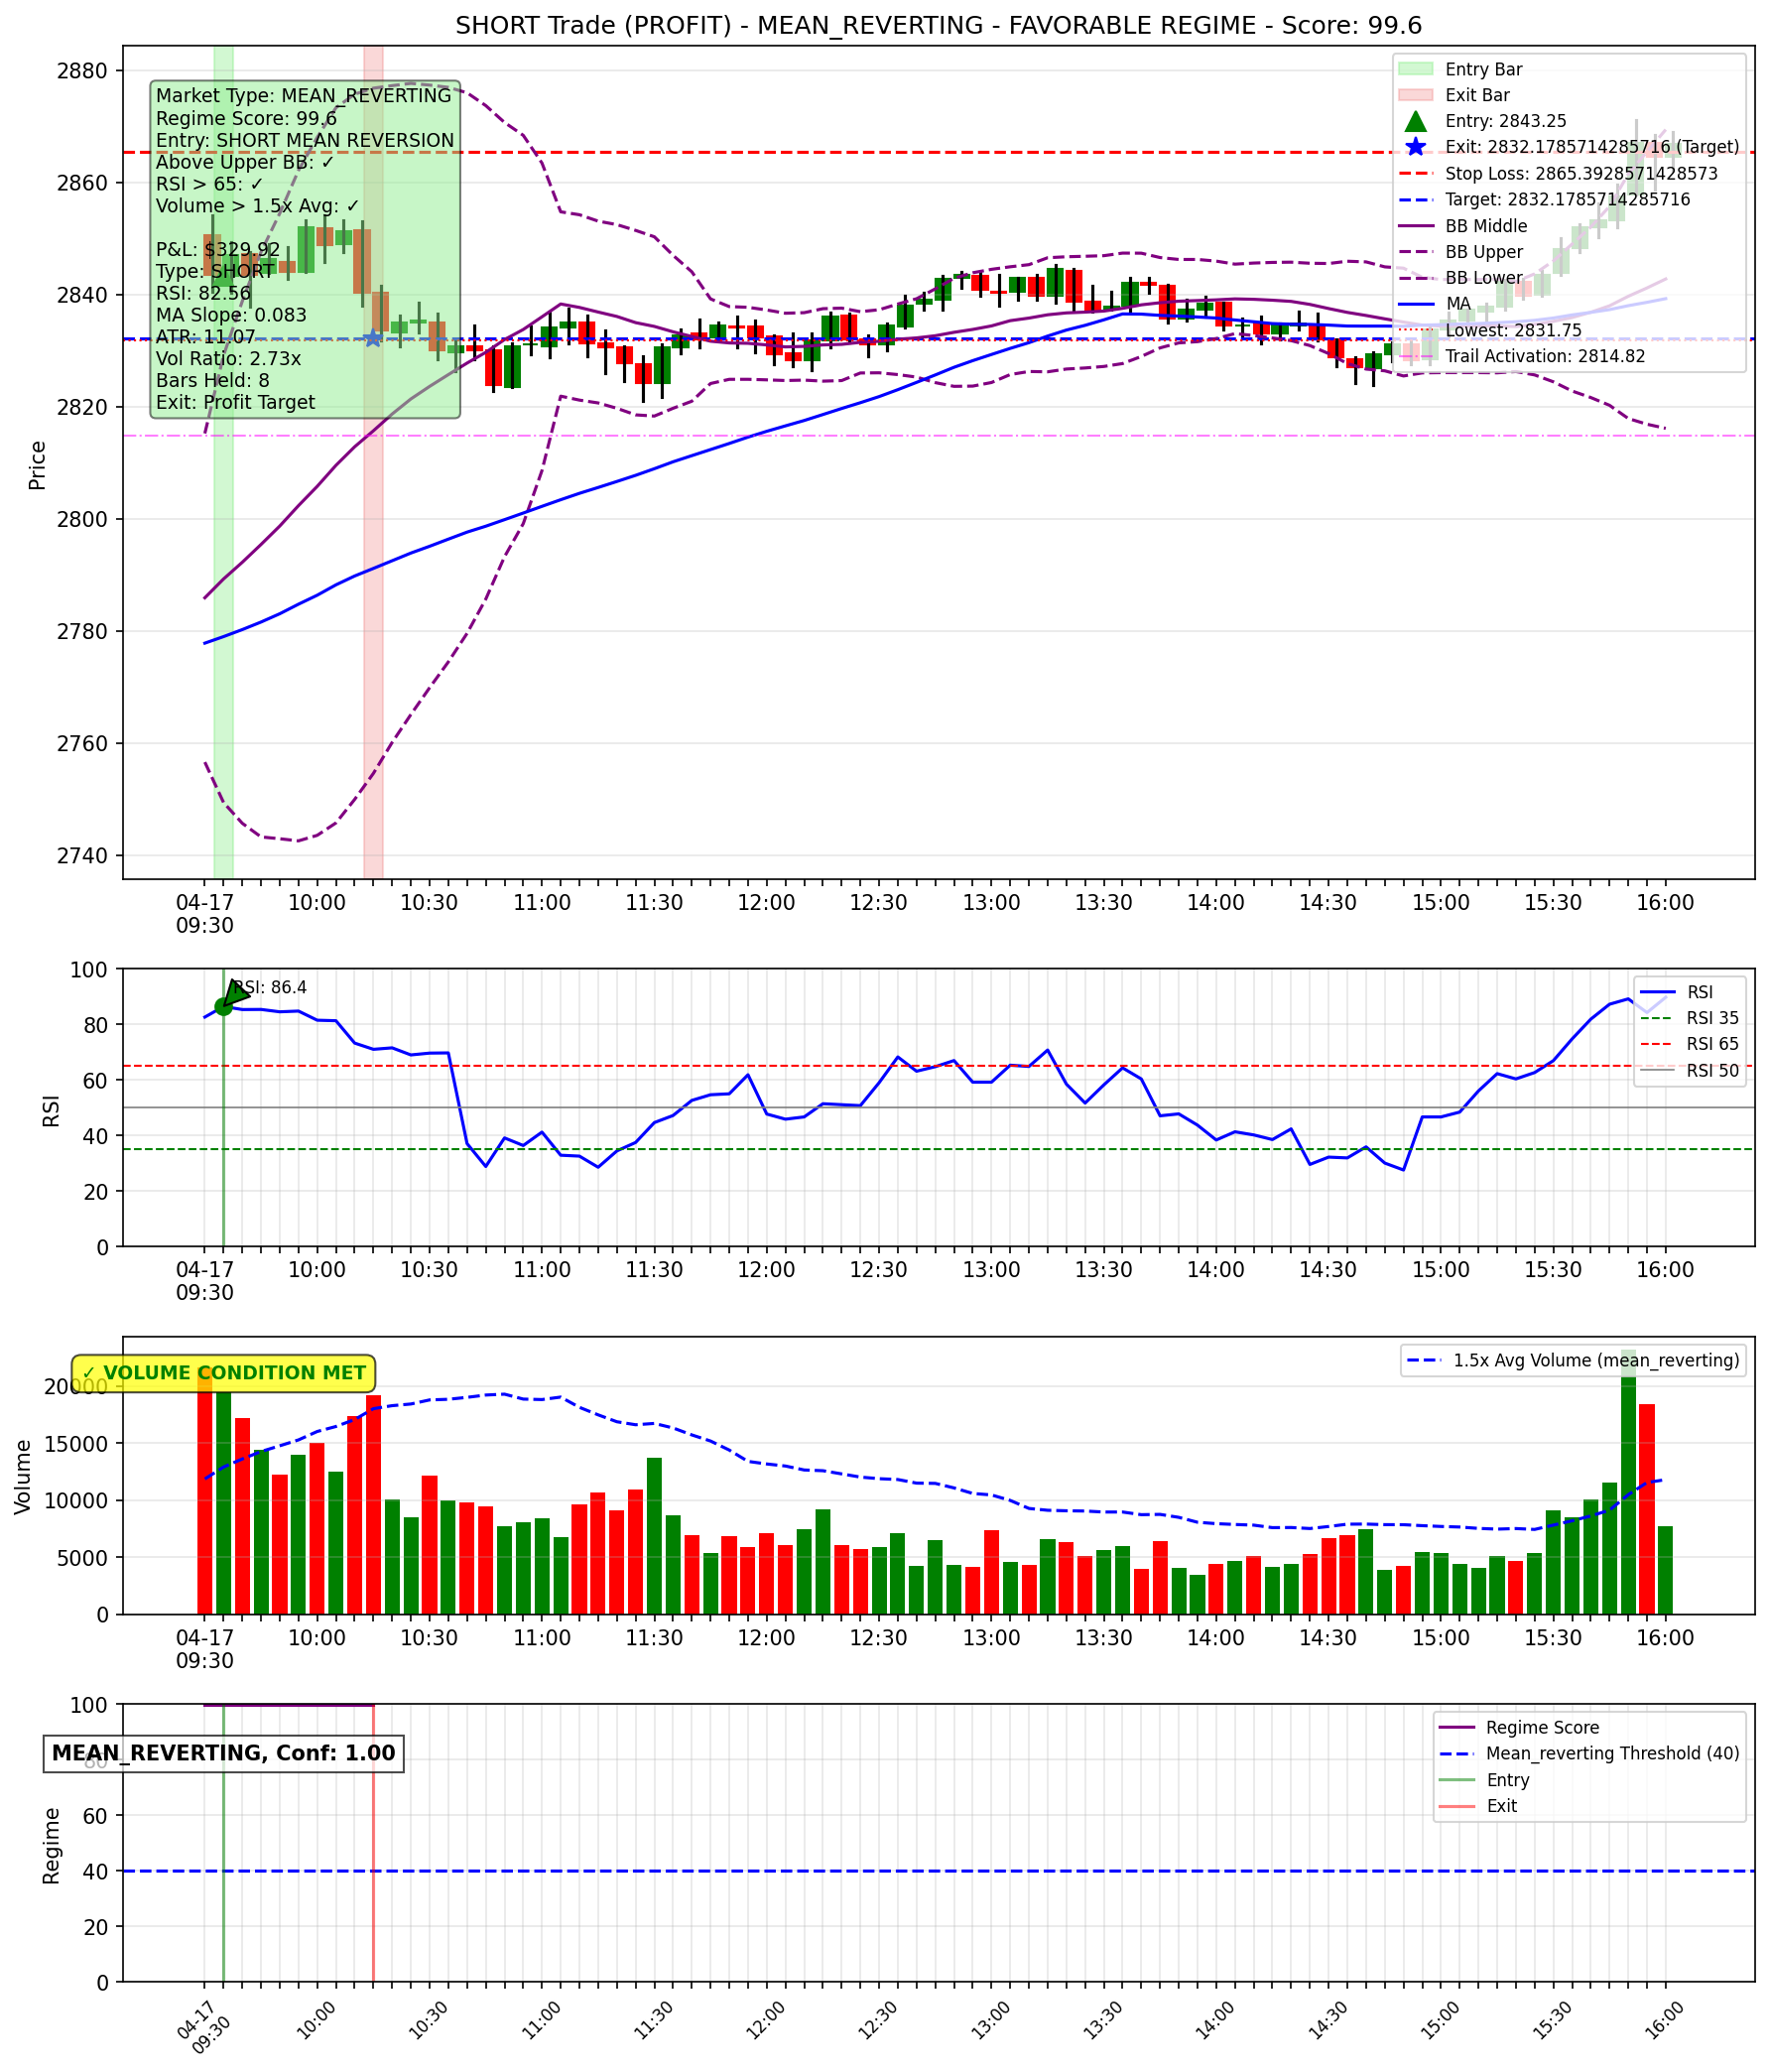 SHORT Trade (PROFIT) - MEAN_REVERTING - FAVORABLE REGIME - Score: 99.6
Market Type: MEAN_REVERTING
Regime Score: 99.6
Entry: SHORT MEAN REVERSION
Above Upper BB: ✓
RSI > 65: ✓
Volume > 1.5x Avg: ✓
P&L: $329.92
Type: SHORT
RSI: 82.56
MA Slope: 0.083
ATR: 11.07
Vol Ratio: 2.73x
Bars Held: 8
Exit: Profit Target
Entry Bar
Exit Bar
Entry: 2843.25
Exit: 2832.1785714285716 (Target)
Stop Loss: 2865.3928571428573
Target: 2832.1785714285716
BB Middle
BB Upper
BB Lower
MA
Lowest: 2831.75
Trail Activation: 2814.82
Price
2880
2860
2840
2820
2800
2780
2760
2740
04-17
09:30 10:00 10:30 11:00 11:30 12:00 12:30 13:00 13:30 14:00 14:30 15:00 15:30 16:00
RSI: 86.4
RSI
RSI 35
RSI 65
RSI 50
RSI
100
80
60
40
20
0
04-17
09:30 10:00 10:30 11:00 11:30 12:00 12:30 13:00 13:30 14:00 14:30 15:00 15:30 16:00
✓ VOLUME CONDITION MET
1.5x Avg Volume (mean_reverting)
Volume
20000
15000
10000
5000
0
04-17
09:30 10:00 10:30 11:00 11:30 12:00 12:30 13:00 13:30 14:00 14:30 15:00 15:30 16:00
MEAN_REVERTING, Conf: 1.00
Regime Score
Mean_reverting Threshold (40)
Entry
Exit
Regime
100
80
60
40
20
0
04-17
09:30 10:00 10:30 11:00 11:30 12:00 12:30 13:00 13:30 14:00 14:30 15:00 15:30 16:00